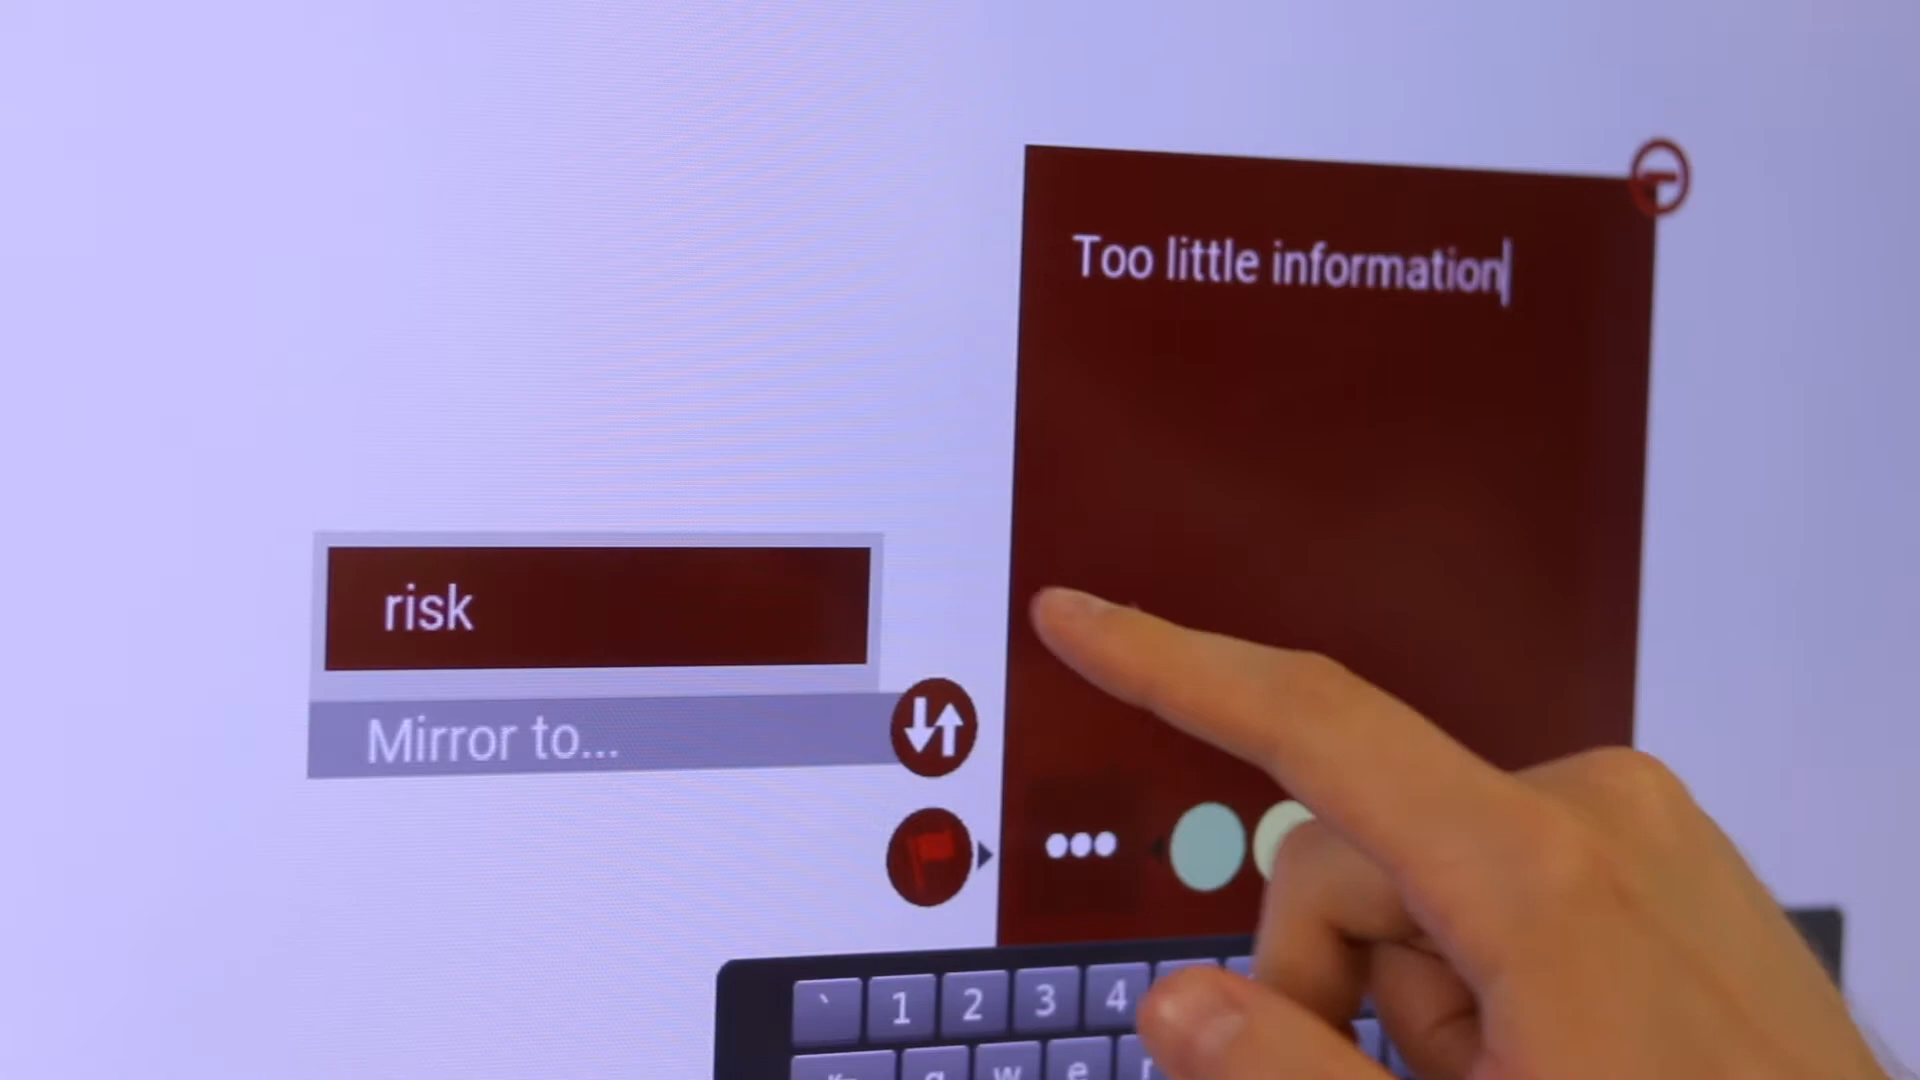 Too little information
risk
Mirror to...
` 1 2 3 4
q w e r